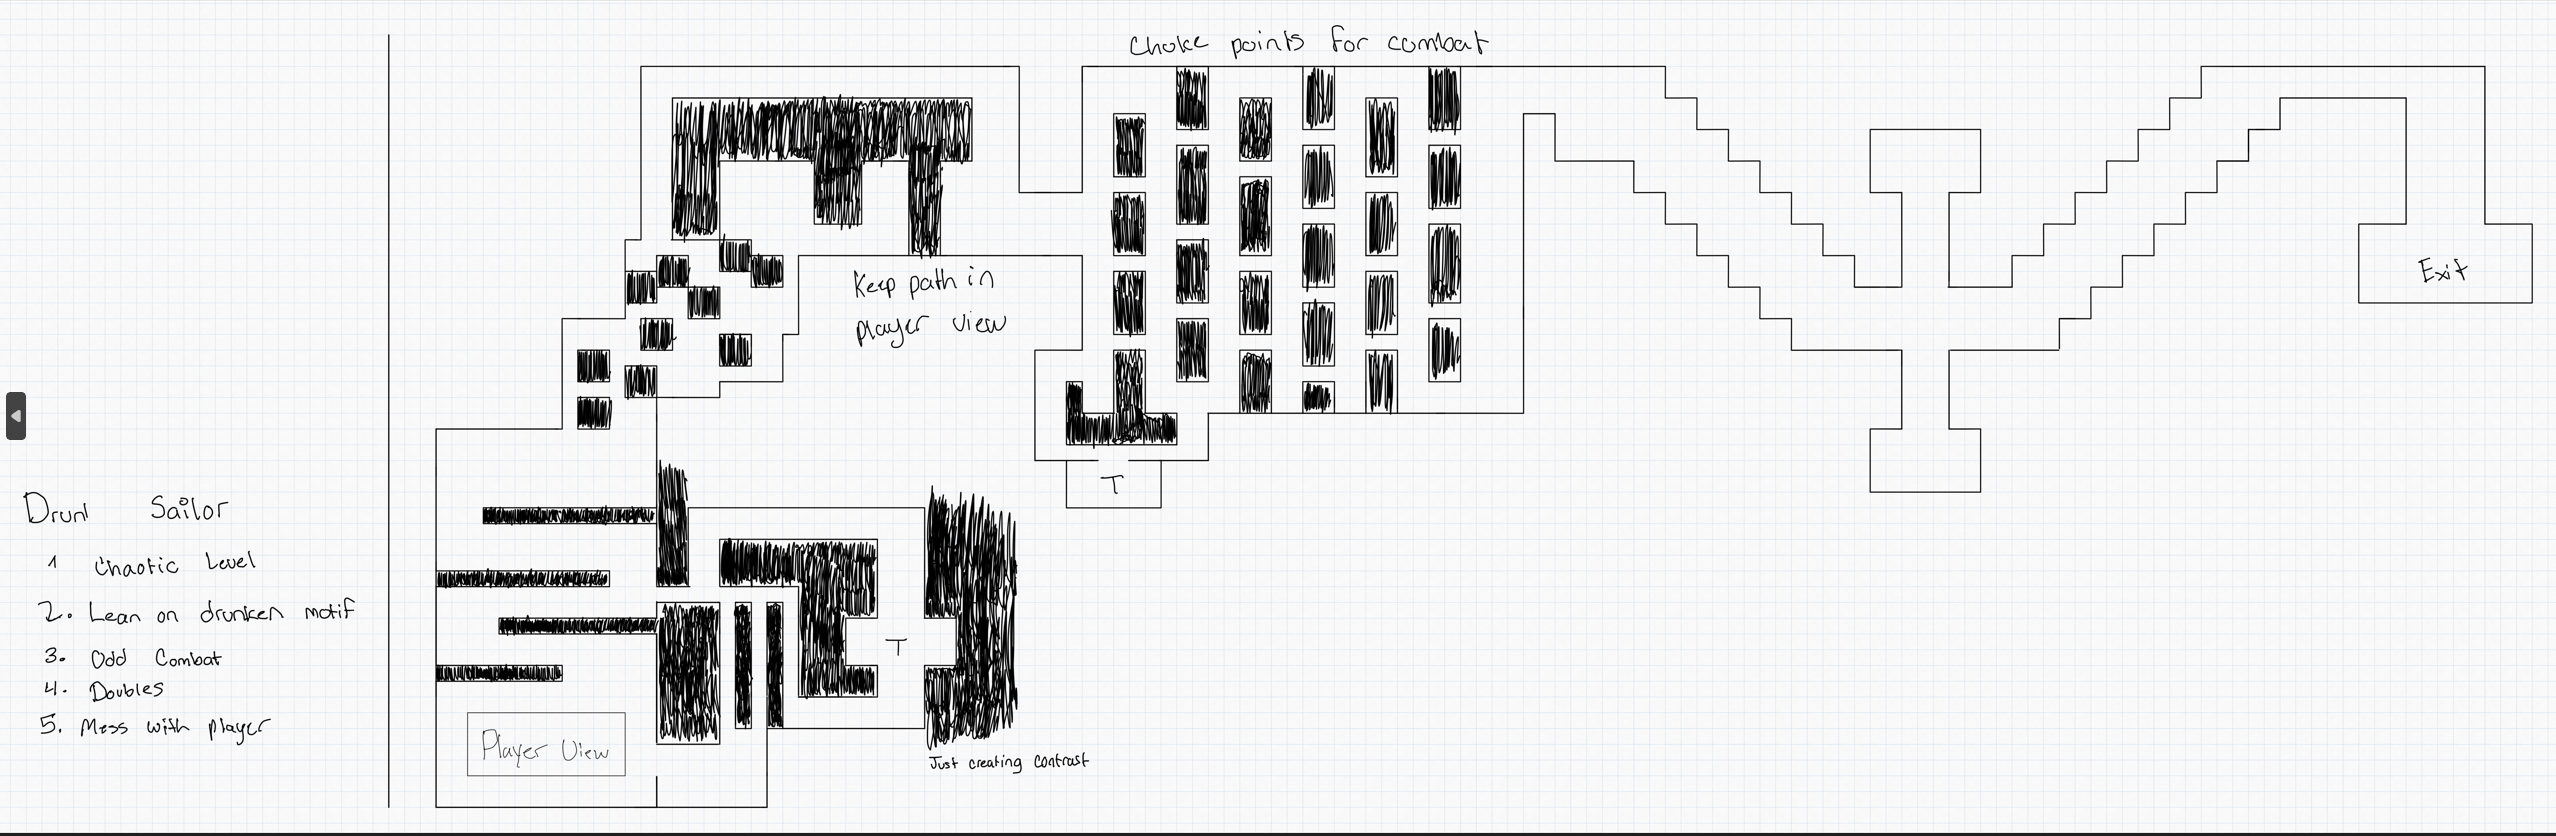 Choke points for combat
Keep path in
player view
Exit
T
Drunl Sailor
1 Chaotic Level
2. Lean on drunken motif
3. Odd Combat
4. Doubles
5. Mess with player
T
Player View
Just creating contrast